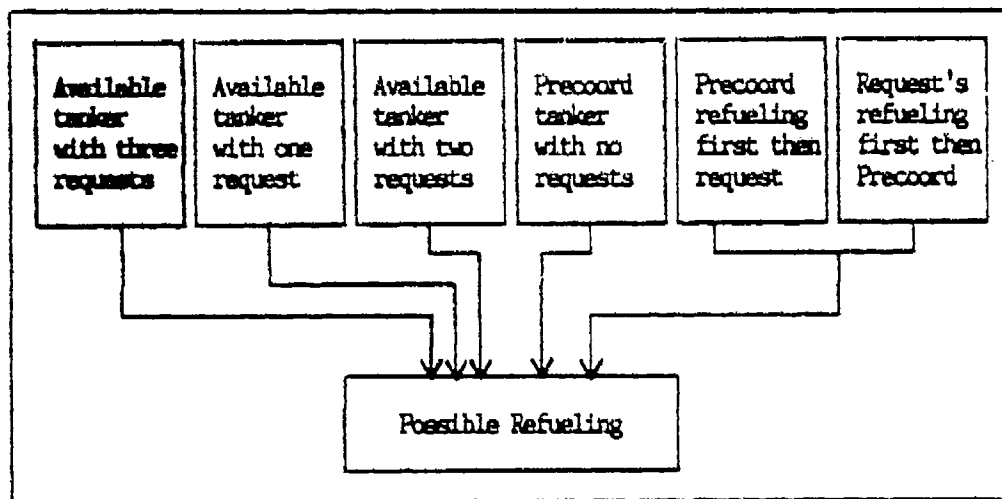 Available
tanker
with three
requests
Available
tanker
with one
request
Available
tanker
with two
requests
Precoord
tanker
with no
requests
Precoord
refueling
first then
request
Request's
refueling
first then
Precoord
Possible Refueling